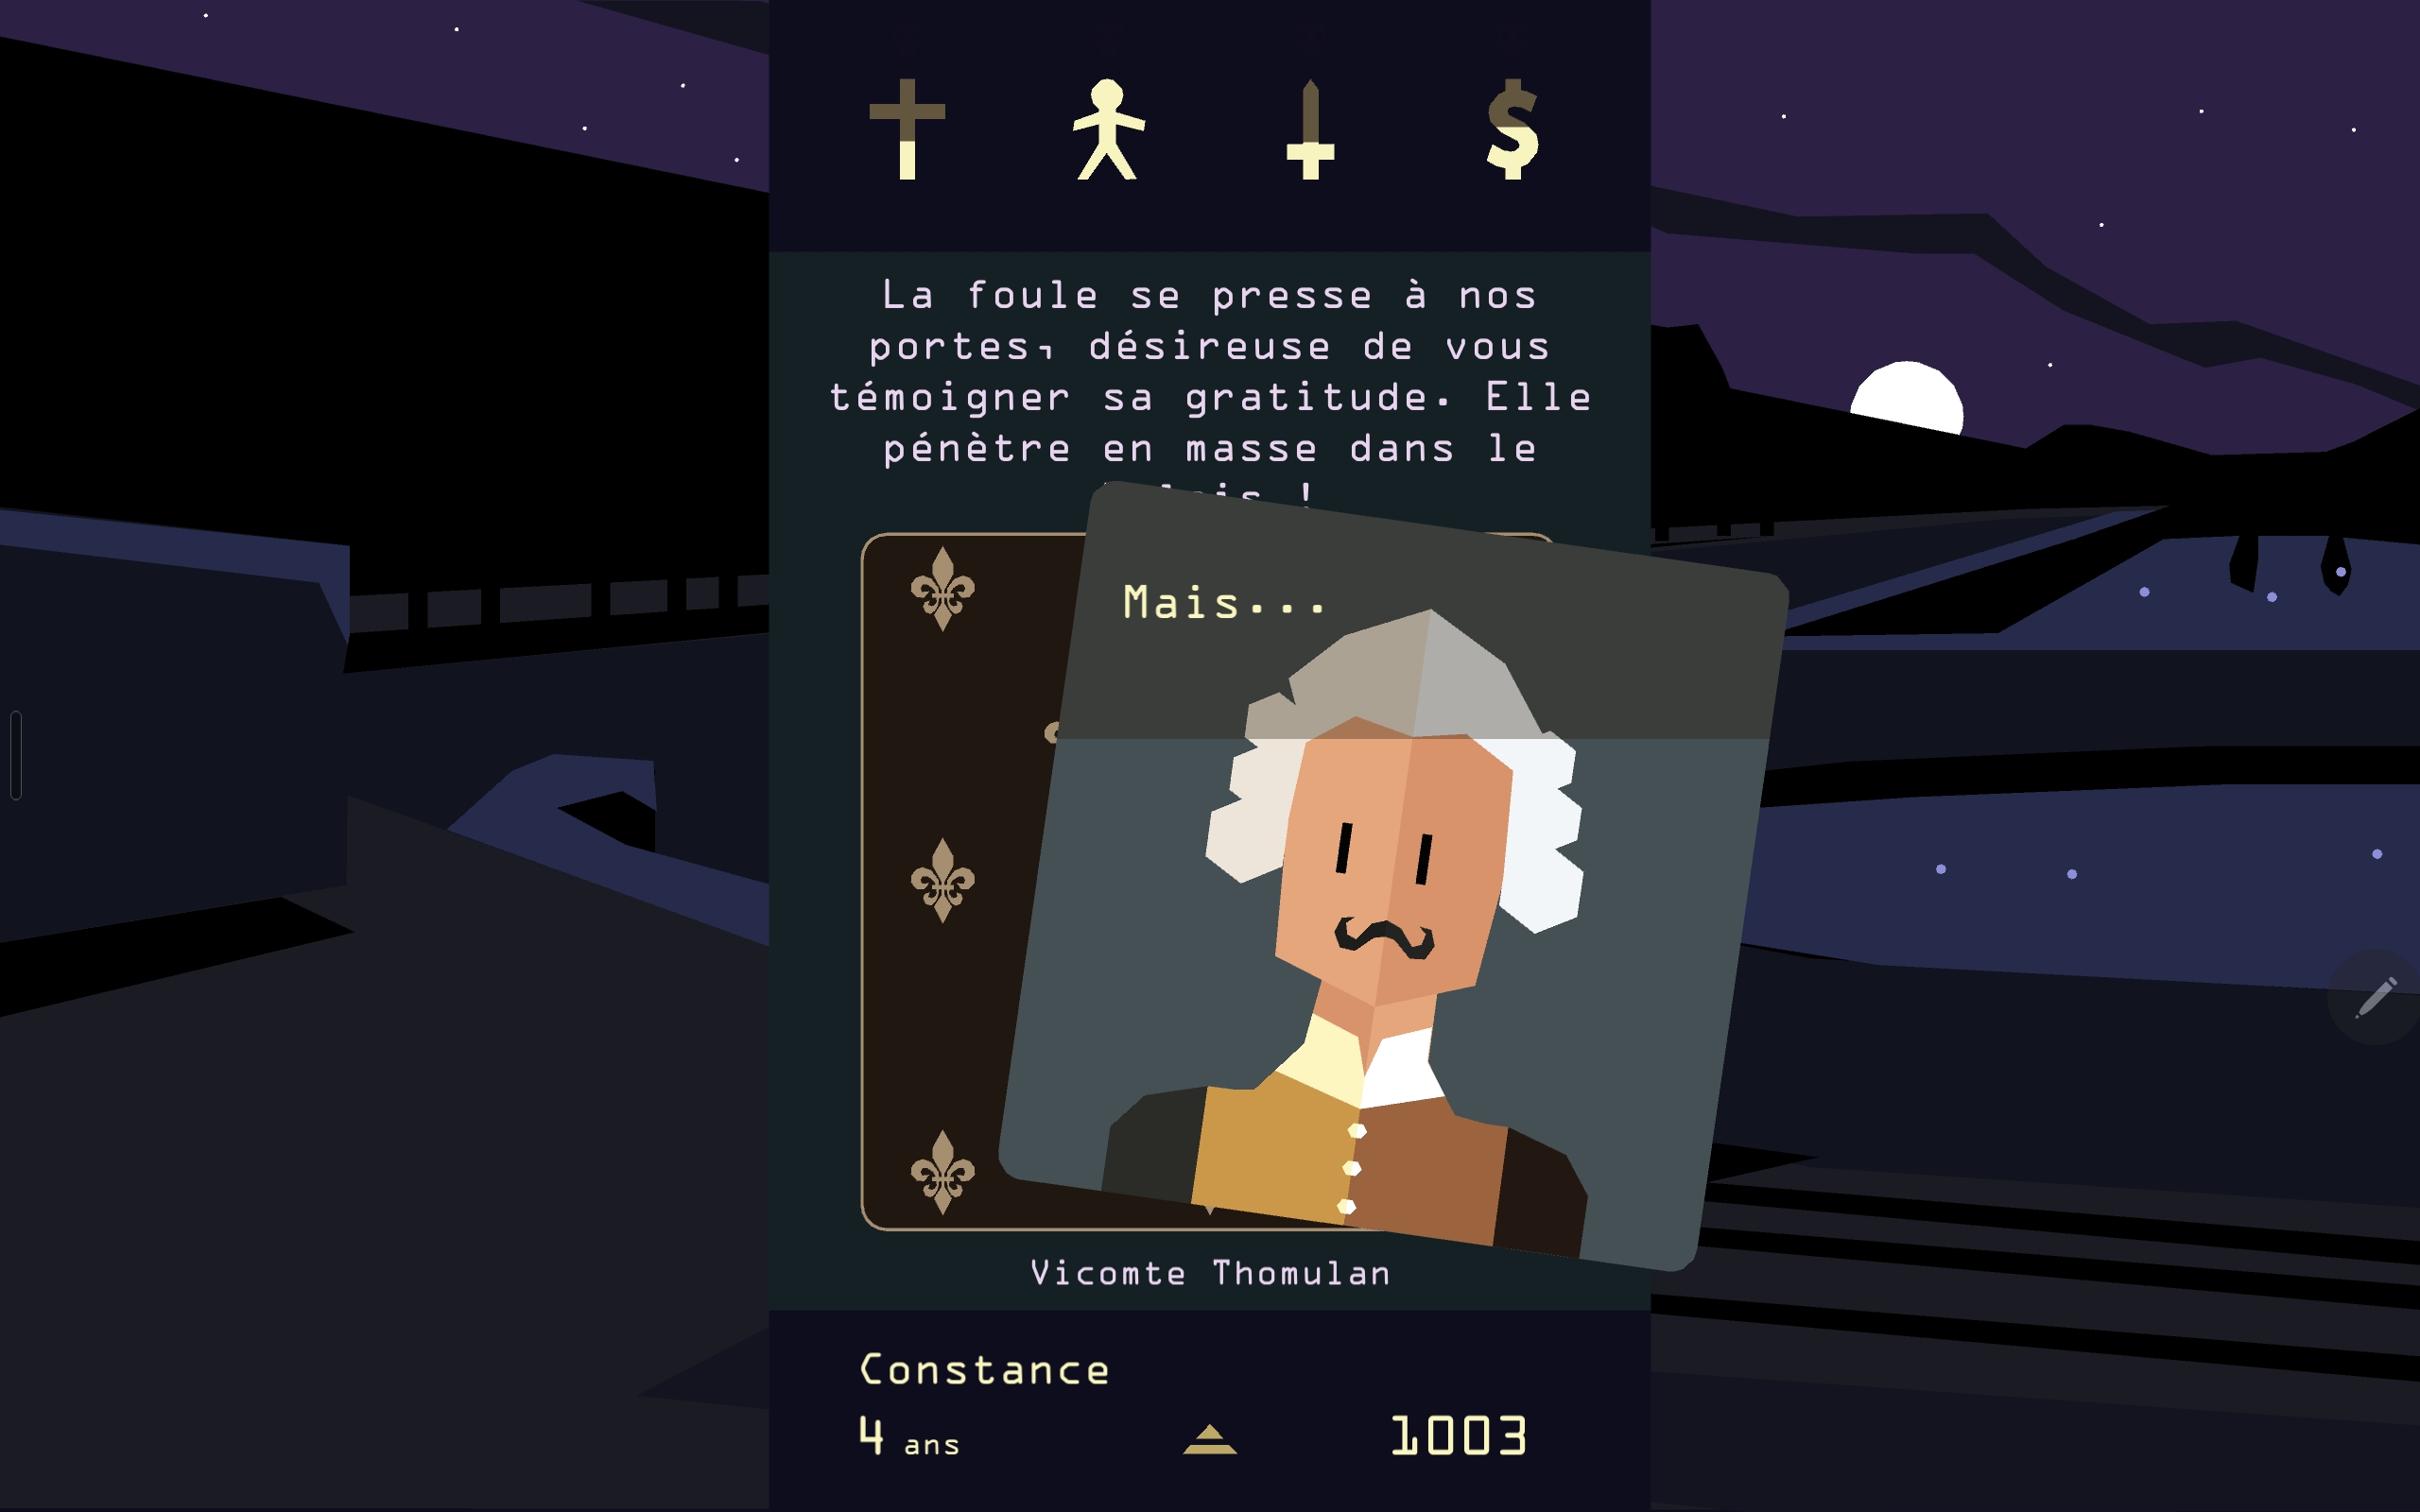 La foule se presse à nos
portes, désireuse de vous
témoigner sa gratitude. Elle
pénètre en masse dans le
!
Mais...
Vicomte Thomulan
Constance
4 ans
1003